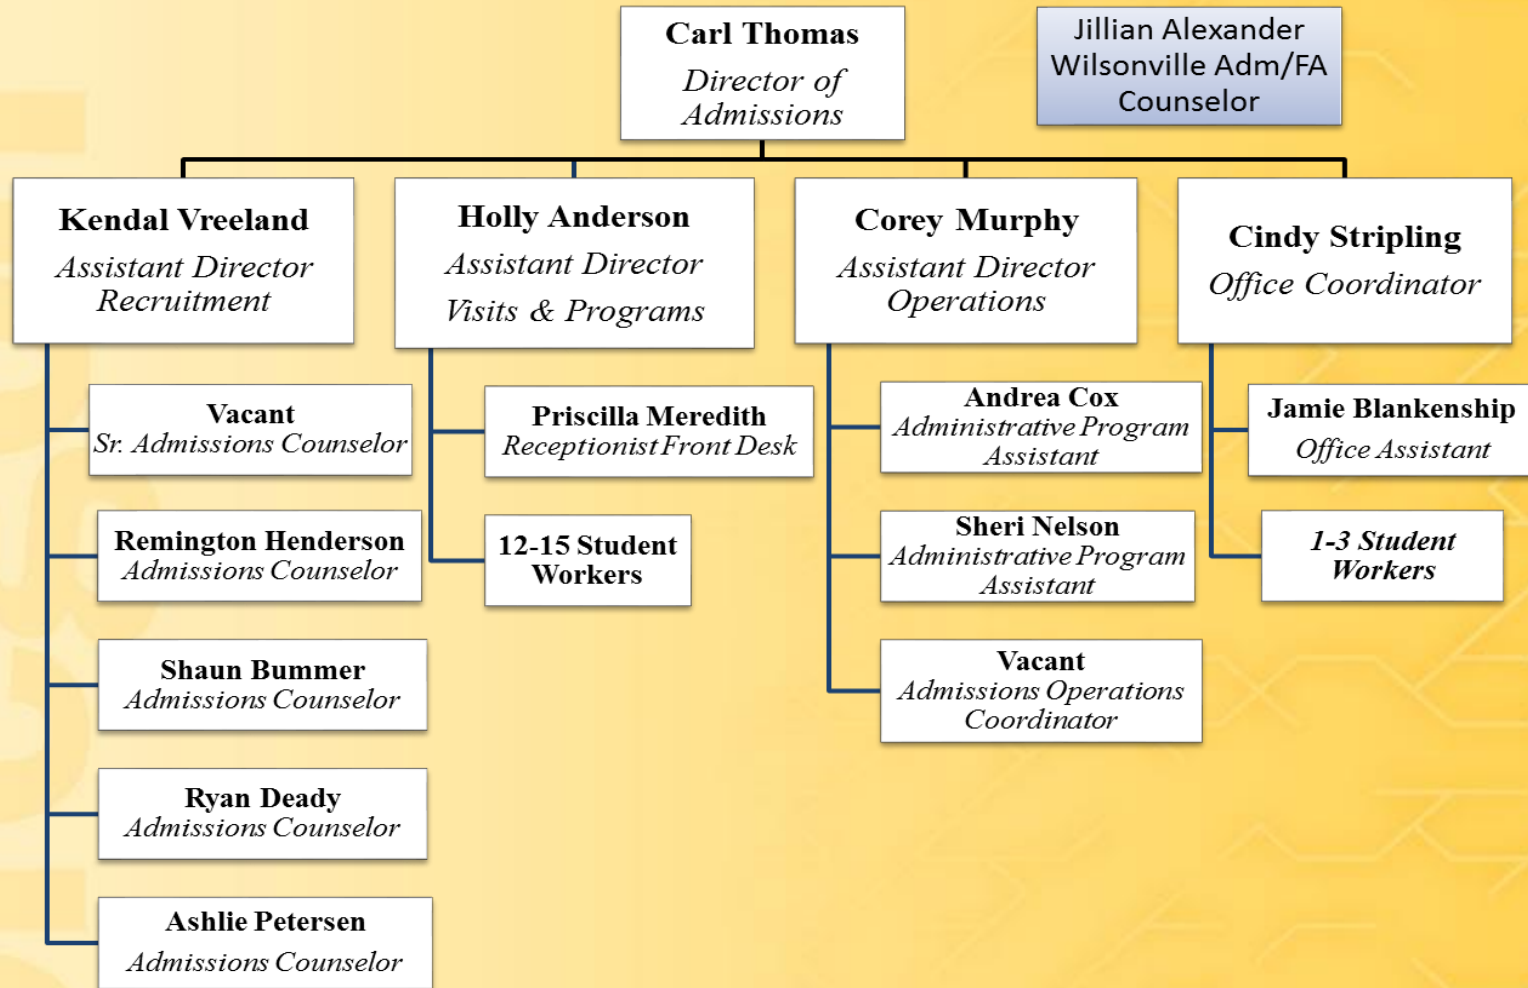 Carl Thomas
Director of
Admissions
Jillian Alexander
Wilsonville Adm/FA
Counselor
Kendal Vreeland
Assistant Director
Recruitment
Holly Anderson
Assistant Director
Visits & Programs
Corey Murphy
Assistant Director
Operations
Cindy Stripling
Office Coordinator
Vacant
Sr. Admissions Counselor
Remington Henderson
Admissions Counselor
Shaun Bummer
Admissions Counselor
Ryan Deady
Admissions Counselor
Ashlie Petersen
Admissions Counselor
Priscilla Meredith
Receptionist Front Desk
12-15 Student
Workers
Andrea Cox
Administrative Program
Assistant
Sheri Nelson
Administrative Program
Assistant
Vacant
Admissions Operations
Coordinator
Jamie Blankenship
Office Assistant
1-3 Student
Workers